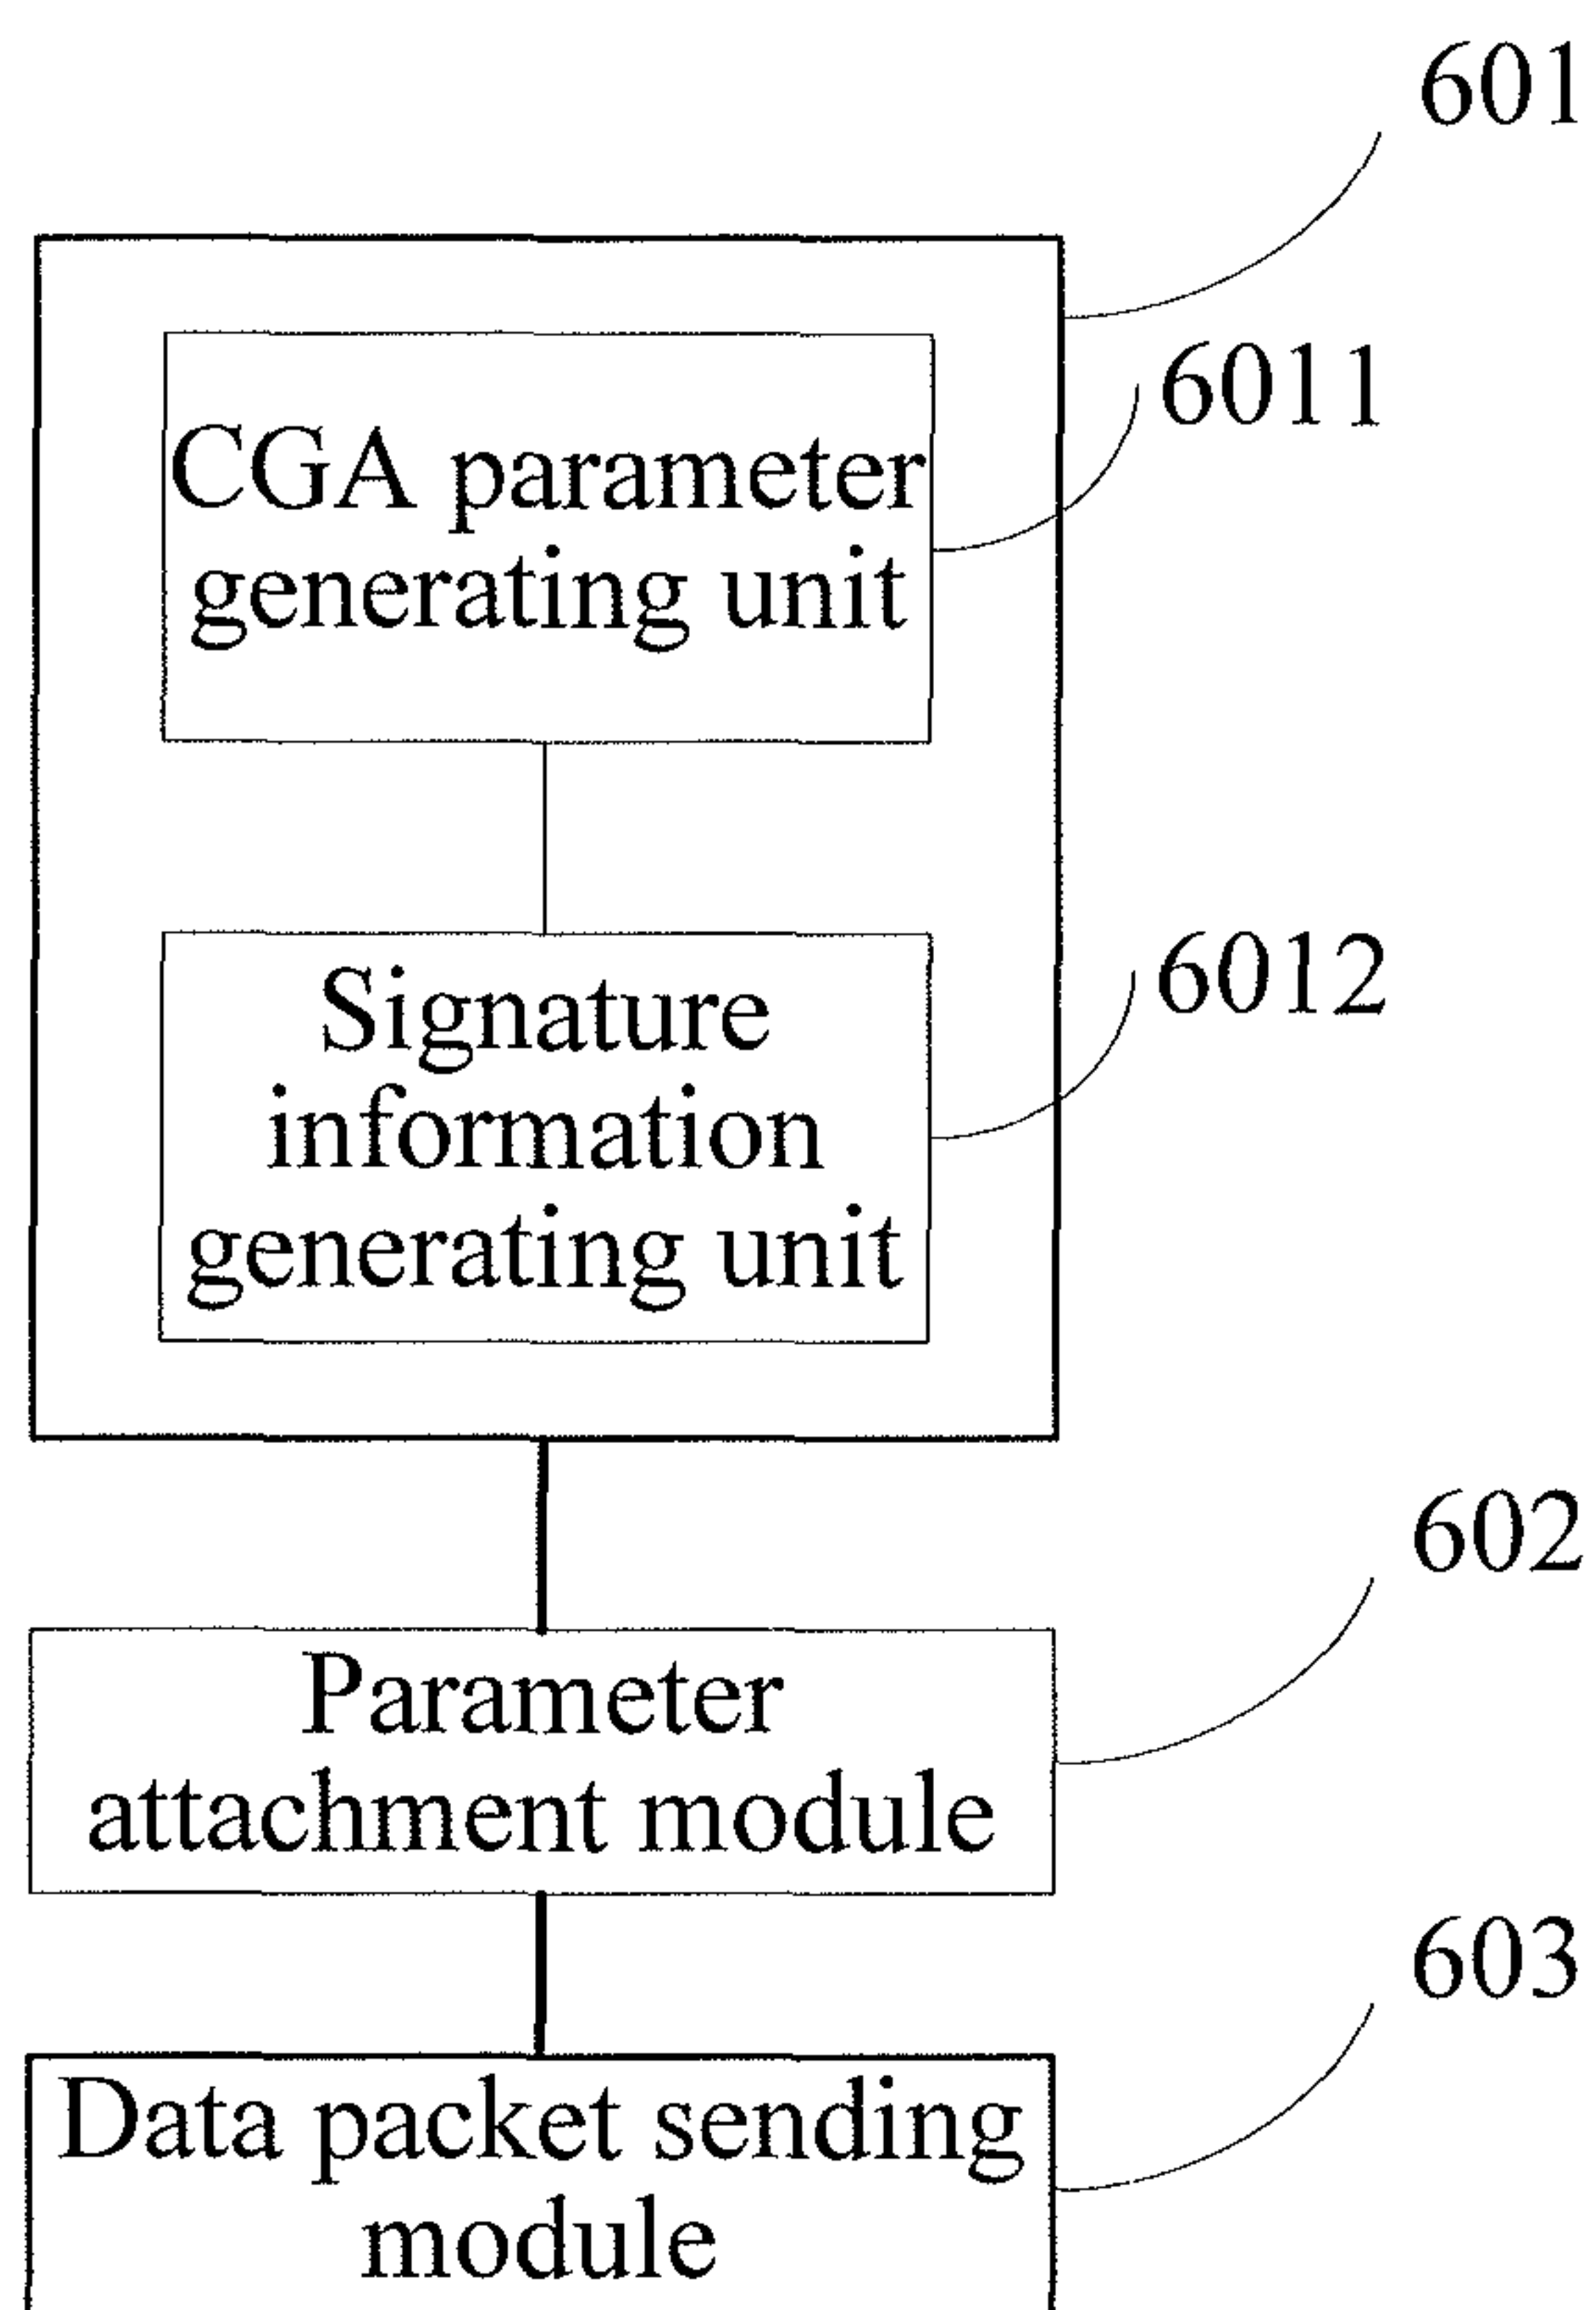 601
6011
CGA parameter
generating unit
6012
Signature
information
generating unit
602
Parameter
attachment module
603
Data packet sending
module